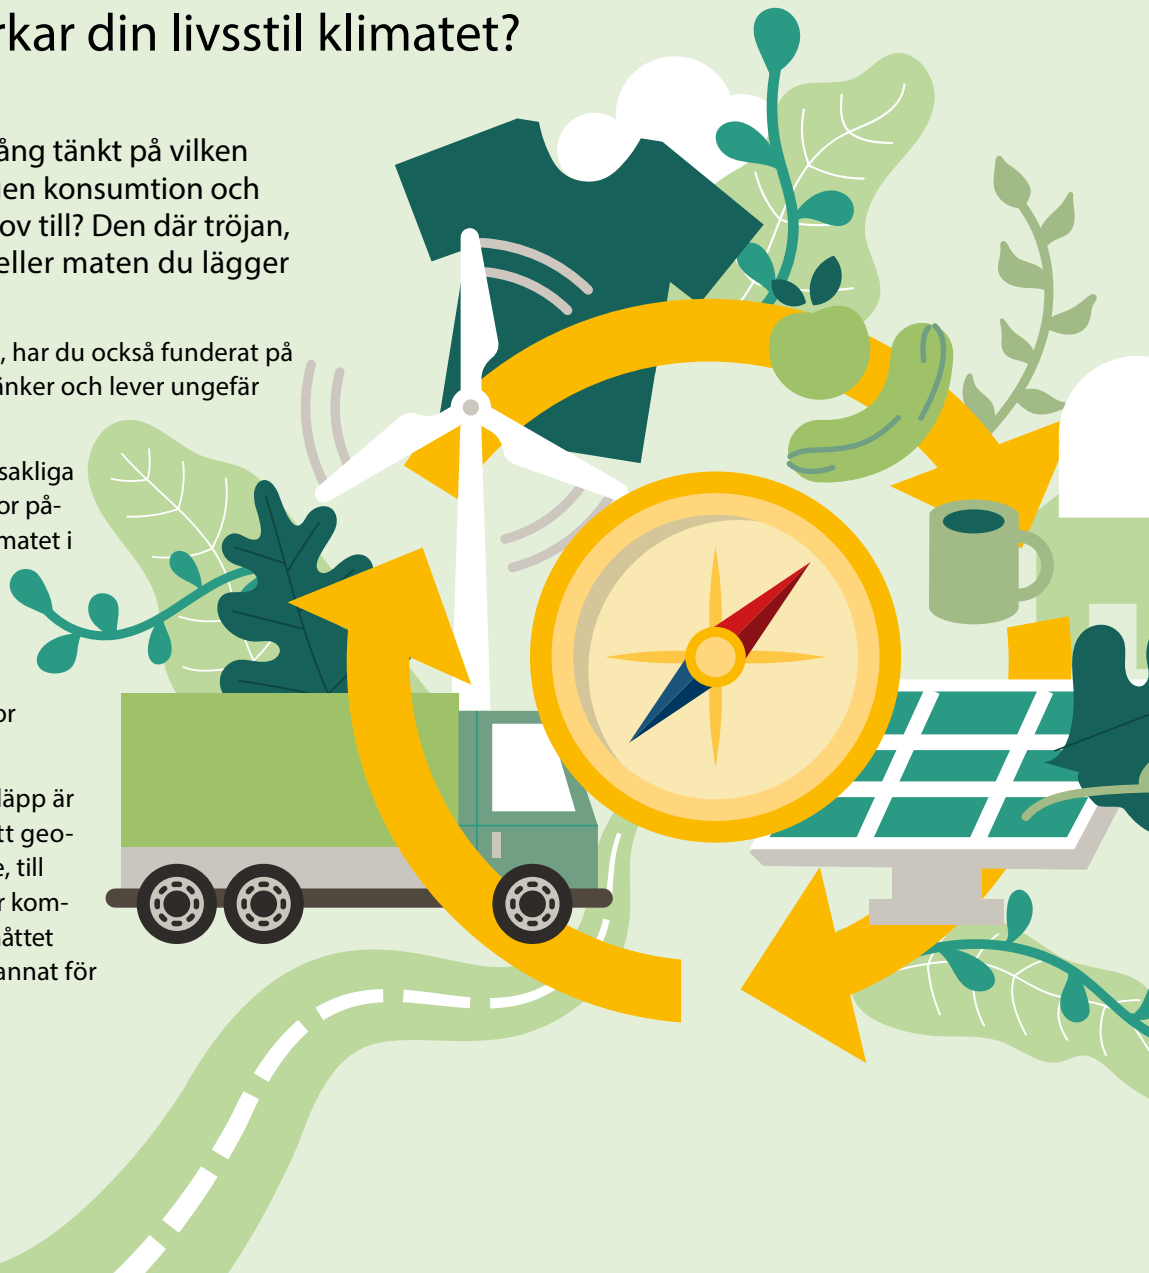 rkar din livsstil klimatet?
ång tänkt på vilken
gen konsumtion och
ov till? Den där tröjan,
eller maten du lägger
, har du också funderat på
änker och lever ungefär
sakliga
or på-
matet i
or
läpp är
tt geo-
e, till
r kom-
åttet
annat för